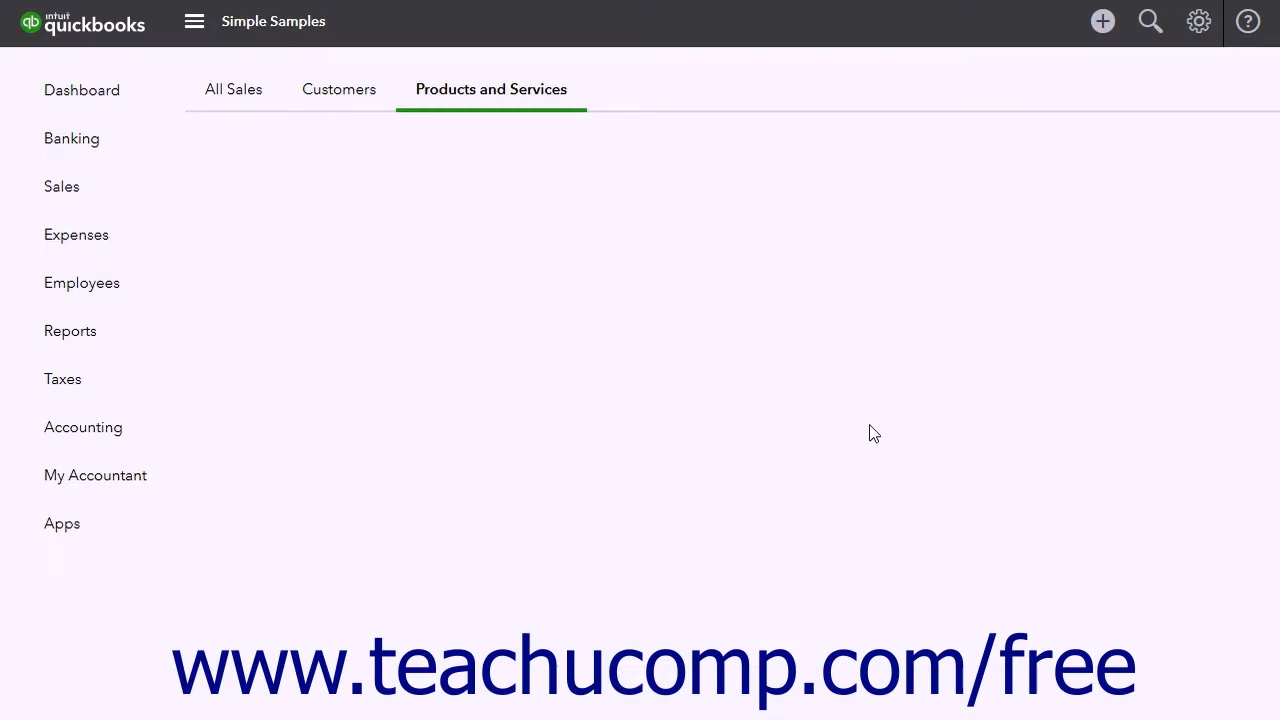 intuit
quickbooks
Simple Samples
All Sales
Customers
Products and Services
Dashboard
Banking
Sales
Expenses
Employees
Reports
Taxes
Accounting
My Accountant
Apps
www.teachucomp.com/free